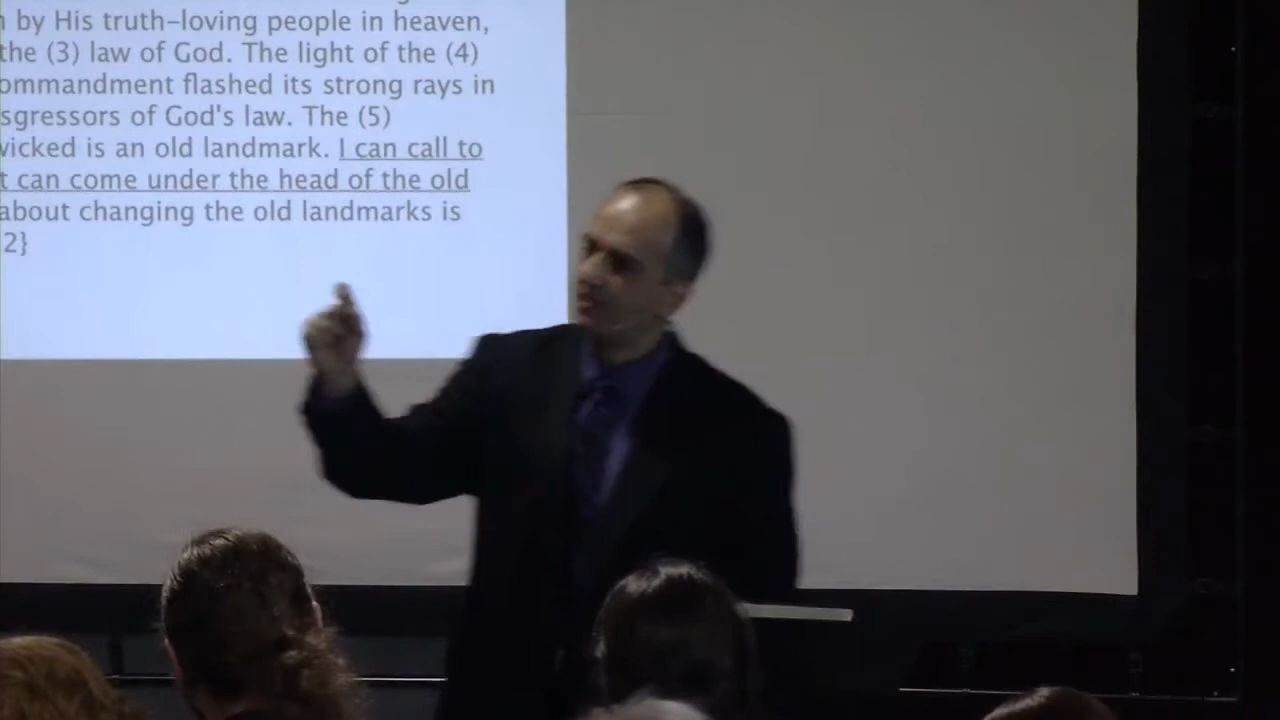 n by His truth-loving people in heaven,
the (3) law of God. The light of the (4)
ommandment flashed its strong rays in
sgressors of God's law. The (5)
wicked is an old landmark. I can call to
t can come under the head of the old
about changing the old landmarks is
2}